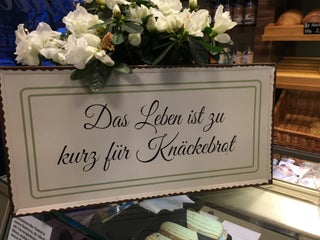 Das Leben ist zu
kurz für Knäckebrot